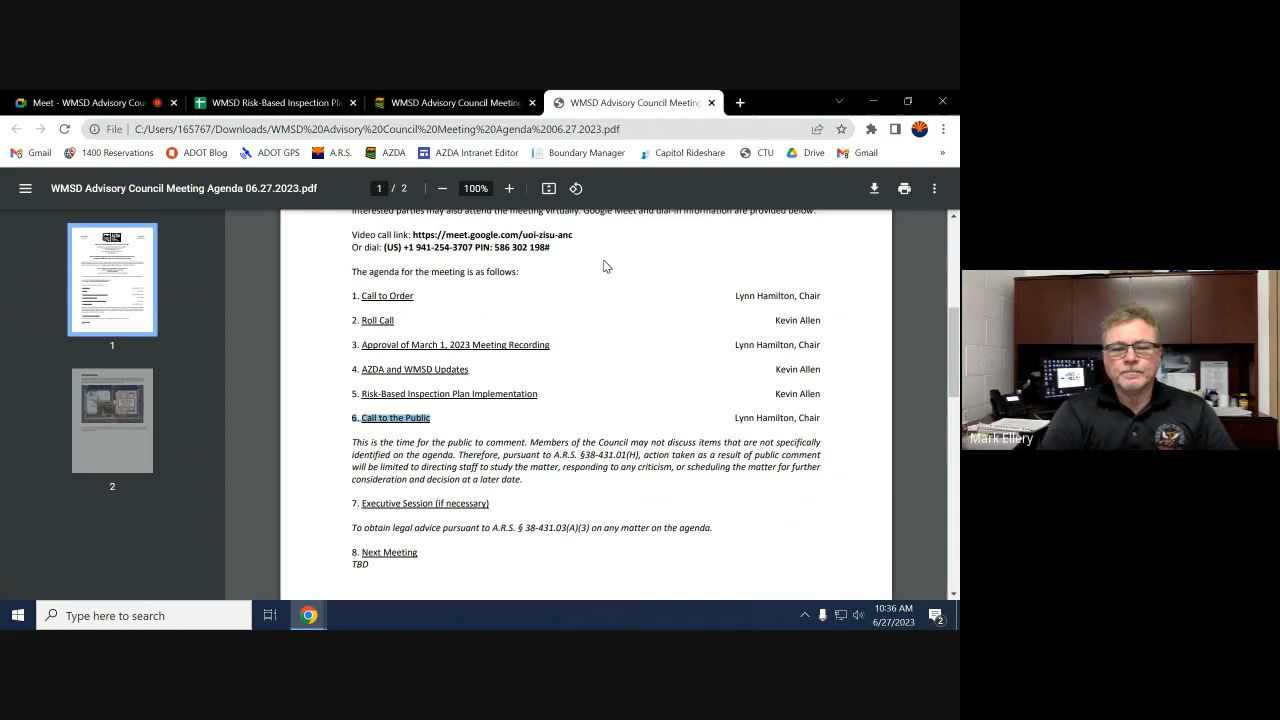 Meet - WMSD Advisory Cou
WMSD Risk-Based Inspection Pla
WMSD Advisory Council Meeting
WMSD Advisory Council Meeting
File
C:/Users/165767/Downloads/WMSD%20Advisory%20Council%20Meeting%20Agenda%2006.27.2023.pdf
Gmail
1400 Reservations
ADOT Blog
ADOT GPS
A.R.S.
AZDA
AZDA Intranet Editor
Boundary Manager
Capitol Rideshare
CTU
Drive
Gmail
»
WMSD Advisory Council Meeting Agenda 06.27.2023.pdf
1 / 2
100%
1
2
Interested parties may also attend the meeting virtually. Google Meet and dial-in information are provided below:
Video call link: https://meet.google.com/uoi-zisu-anc
Or dial: (US) +1 941-254-3707 PIN: 586 302 198#
The agenda for the meeting is as follows:
1. Call to Order Lynn Hamilton, Chair
2. Roll Call Kevin Allen
3. Approval of March 1, 2023 Meeting Recording Lynn Hamilton, Chair
4. AZDA and WMSD Updates Kevin Allen
5. Risk-Based Inspection Plan Implementation Kevin Allen
6. Call to the Public Lynn Hamilton, Chair
This is the time for the public to comment. Members of the Council may not discuss items that are not specifically
identified on the agenda. Therefore, pursuant to A.R.S. §38-431.01(H), action taken as a result of public comment
will be limited to directing staff to study the matter, responding to any criticism, or scheduling the matter for further
consideration and decision at a later date.
7. Executive Session (if necessary)
To obtain legal advice pursuant to A.R.S. § 38-431.03(A)(3) on any matter on the agenda.
8. Next Meeting
TBD
Type here to search
10:36 AM
6/27/2023
2
Mark Ellery